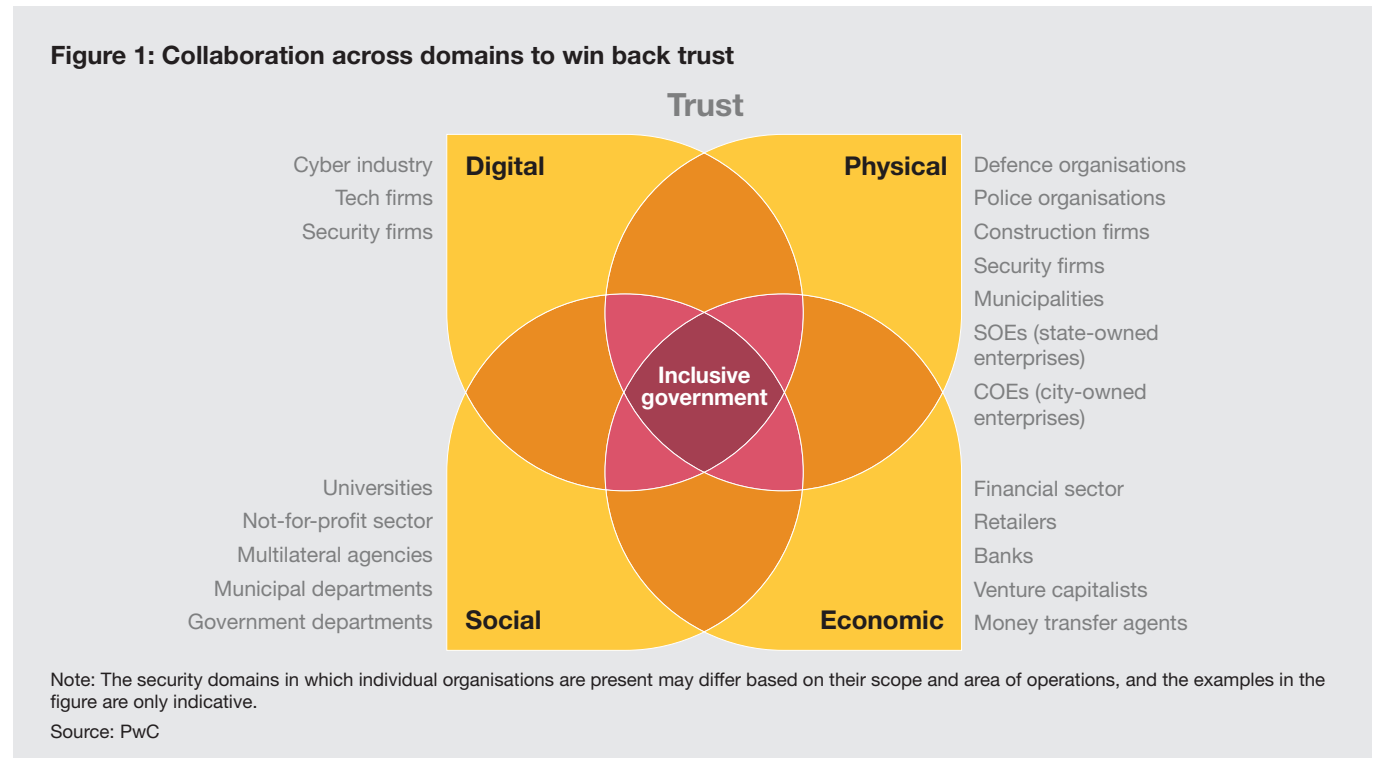 Figure 1: Collaboration across domains to win back trust
Trust
Digital
Cyber industry
Tech firms
Security firms
Physical
Defence organisations
Police organisations
Construction firms
Security firms
Municipalities
SOEs (state-owned
enterprises)
COEs (city-owned
enterprises)
Inclusive
government
Social
Universities
Not-for-profit sector
Multilateral agencies
Municipal departments
Government departments
Economic
Financial sector
Retailers
Banks
Venture capitalists
Money transfer agents
Note: The security domains in which individual organisations are present may differ based on their scope and area of operations, and the examples in the
figure are only indicative.
Source: PwC